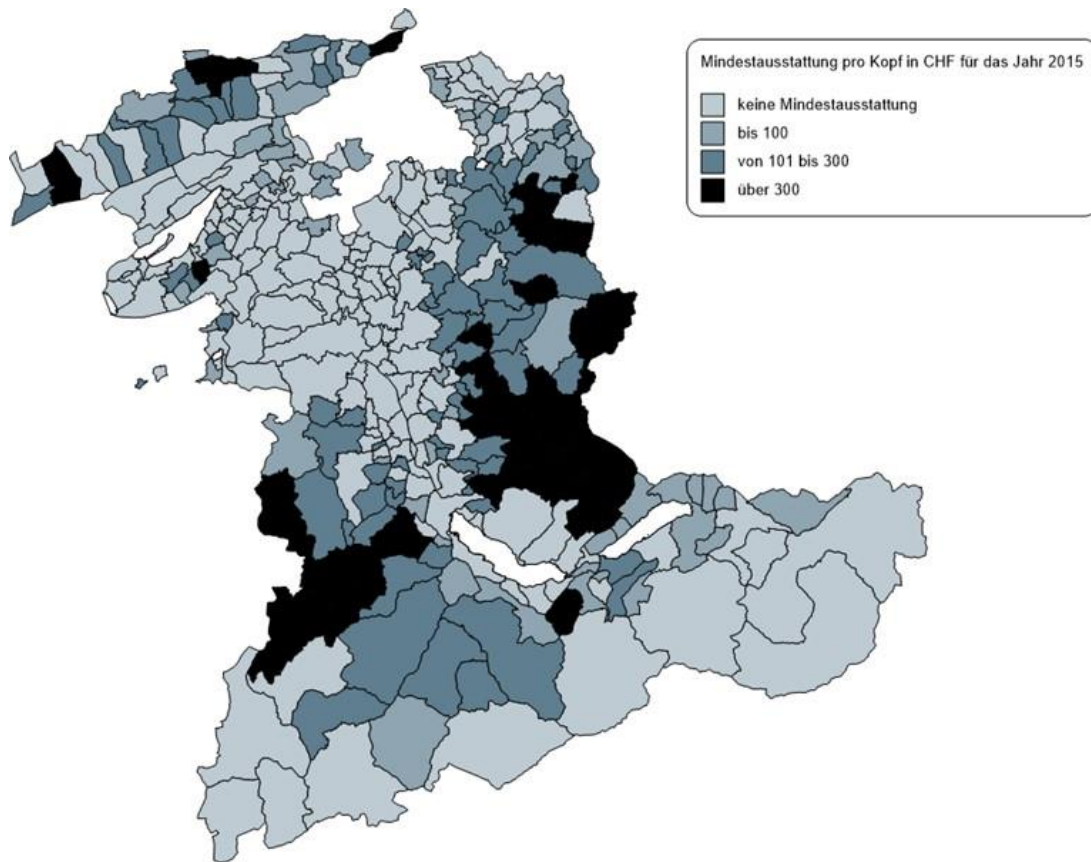 Mindestausstattung pro Kopf in CHF für das Jahr 2015
keine Mindestausstattung
bis 100
von 101 bis 300
über 300